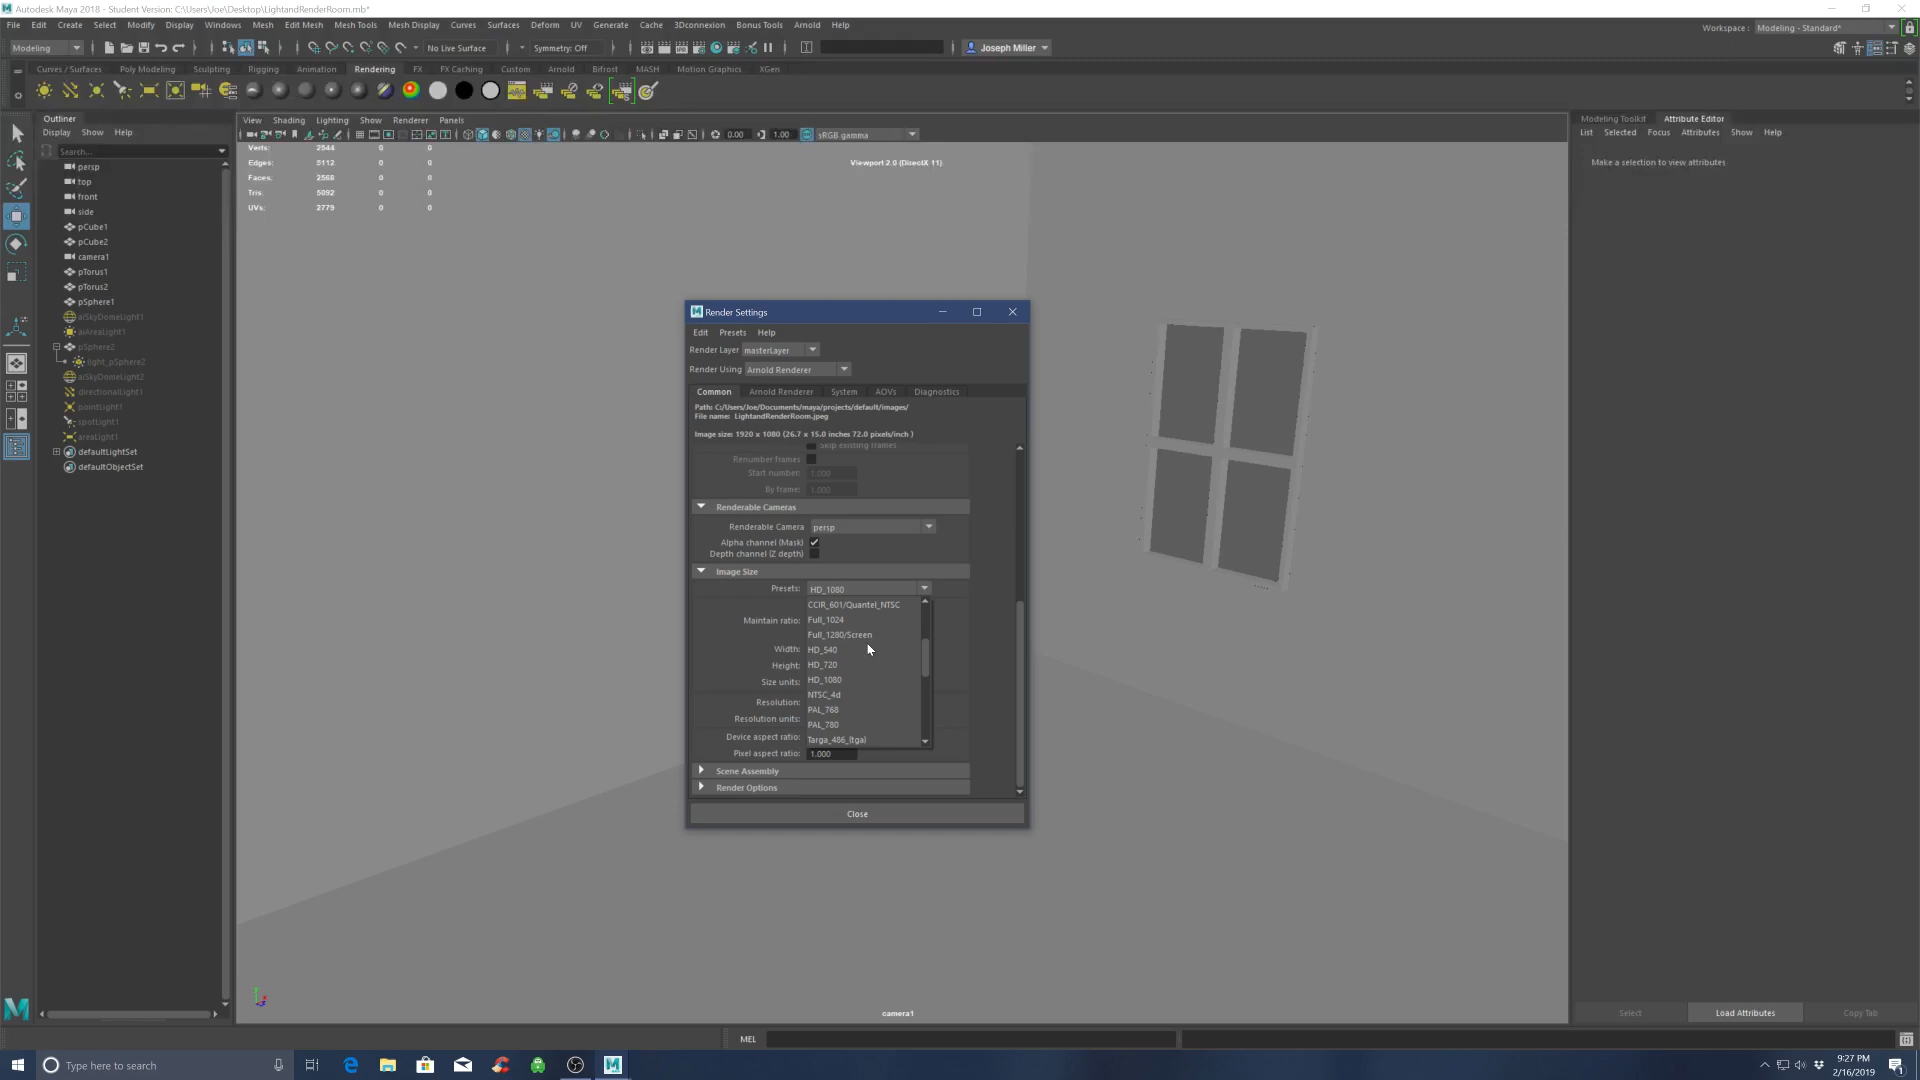 Autodesk Maya 2018 - Student Version: C:\Users\Joe\Desktop\LightandRenderRoom.mb*
File Edit Create Select Modify Display Windows Mesh Edit Mesh Mesh Tools Mesh Display Curves Surfaces Deform UV Generate Cache 3Dconnexion Bonus Tools Arnold Help
Workspace : Modeling - Standard*
Modeling No Live Surface Symmetry: Off Joseph Miller
Curves / Surfaces Poly Modeling Sculpting Rigging Animation Rendering FX FX Caching Custom Arnold Bifrost MASH Motion Graphics XGen
Outliner
Display Show Help
Search...
persp
top
front
side
pCube1
pCube2
camera1
pTorus1
pTorus2
pSphere1
aiSkyDomeLight1
aiAreaLight1
pSphere2
light_pSphere2
aiSkyDomeLight2
directionalLight1
pointLight1
spotLight1
areaLight1
defaultLightSet
defaultObjectSet
View Shading Lighting Show Renderer Panels
0.00 1.00 sRGB gamma
Verts: 2544 0 0
Edges: 5112 0 0
Faces: 2568 0 0
Tris: 5092 0 0
UVs: 2779 0 0
Viewport 2.0 (DirectX 11)
camera1
Render Settings
Edit Presets Help
Render Layer masterLayer
Render Using Arnold Renderer
Common Arnold Renderer System AOVs Diagnostics
Path: C:/Users/Joe/Documents/maya/projects/default/images/
File name: LightandRenderRoom.jpeg
Image size: 1920 x 1080 (26.7 x 15.0 inches 72.0 pixels/inch )
Skip existing frames
Renumber frames
Start number: 1.000
By frame: 1.000
Renderable Cameras
Renderable Camera persp
Alpha channel (Mask)
Depth channel (Z depth)
Image Size
Presets: HD_1080
CCIR_601/Quantel_NTSC
Full_1024
Full_1280/Screen
HD_540
HD_720
HD_1080
NTSC_4d
PAL_768
PAL_780
Targa_486_(tga)
Maintain ratio:
Width:
Height:
Size units:
Resolution:
Resolution units:
Device aspect ratio:
Pixel aspect ratio: 1.000
Scene Assembly
Render Options
Close
Modeling Toolkit Attribute Editor
List Selected Focus Attributes Show Help
Make a selection to view attributes
Select Load Attributes Copy Tab
MEL
Type here to search
9:27 PM
2/16/2019